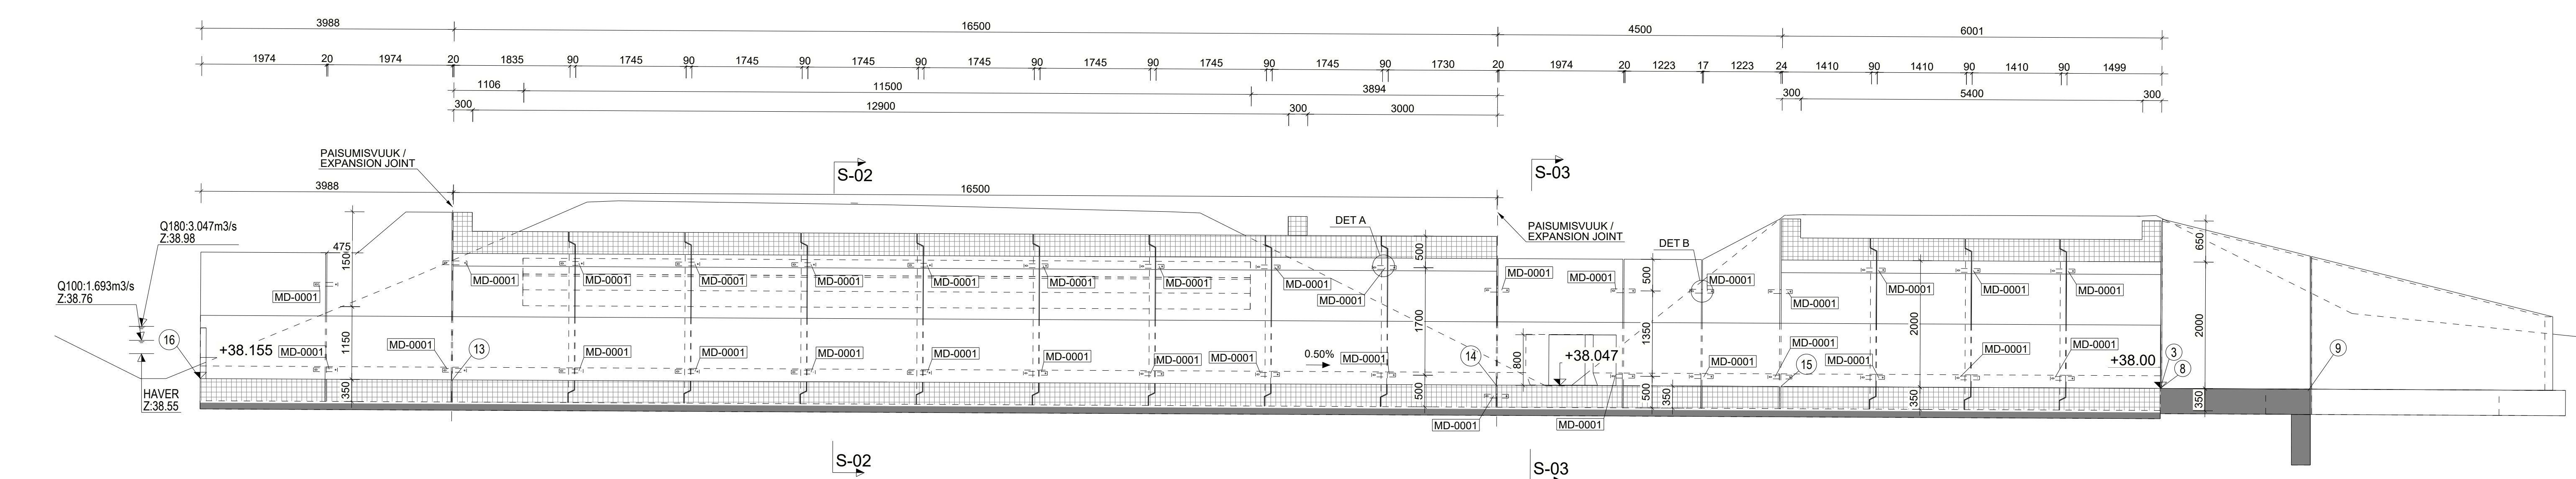 3988 16500 4500 6001
1974 20 1974 20 1835 90 1745 90 1745 90 1745 90 1745 90 1745 90 1745 90 1745 90 1730 20 1974 20 1223 17 1223 24 1410 90 1410 90 1410 90 1499
1106 11500 3894
300 5400 300
300 12900 300 3000
PAISUMISVUUK /
EXPANSION JOINT
S-02
S-03
3988 16500
Q180:3.047m3/s
Z:38.98
475
150
DET A
PAISUMISVUUK /
EXPANSION JOINT
DET B
500
650
Q100:1.693m3/s
Z:38.76
MD-0001
MD-0001 MD-0001 MD-0001 MD-0001 MD-0001 MD-0001 MD-0001 MD-0001 MD-0001
MD-0001 MD-0001 MD-0001 MD-0001 MD-0001 MD-0001
500
1700
1350
2000
2000
16
+38.155
1150
MD-0001 MD-0001
13
MD-0001 MD-0001 MD-0001 MD-0001 MD-0001 MD-0001 MD-0001 MD-0001
0.50%
14
800
+38.047
MD-0001 MD-0001
15
MD-0001 MD-0001 MD-0001
+38.00
3
8
9
HAVER
Z:38.55
350
500
500
350
350
350
MD-0001 MD-0001
S-02
S-03